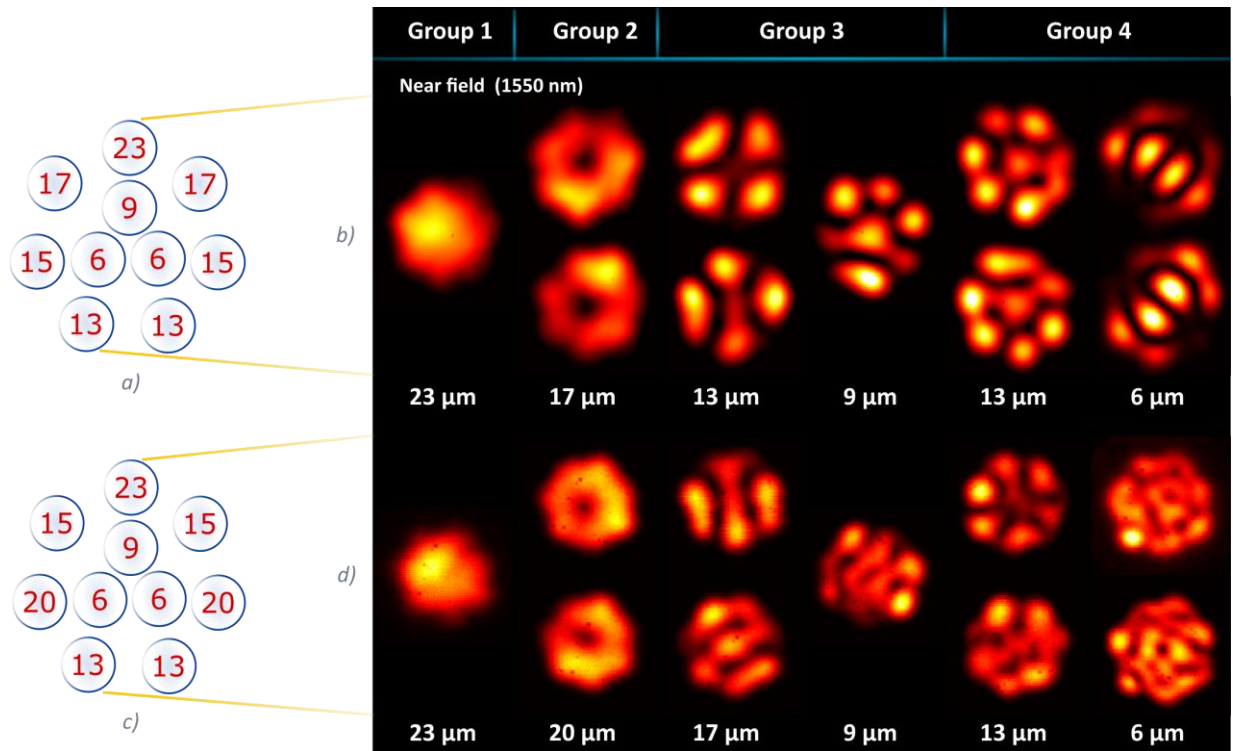 Group 1 Group 2 Group 3 Group 4
Near field (1550 nm)
23
17 17
9
15 6 6 15
13 13
a)
b)
23 µm 17 µm 13 µm 9 µm 13 µm 6 µm
23
15 15
9
20 6 6 20
13 13
c)
d)
23 µm 20 µm 17 µm 9 µm 13 µm 6 µm